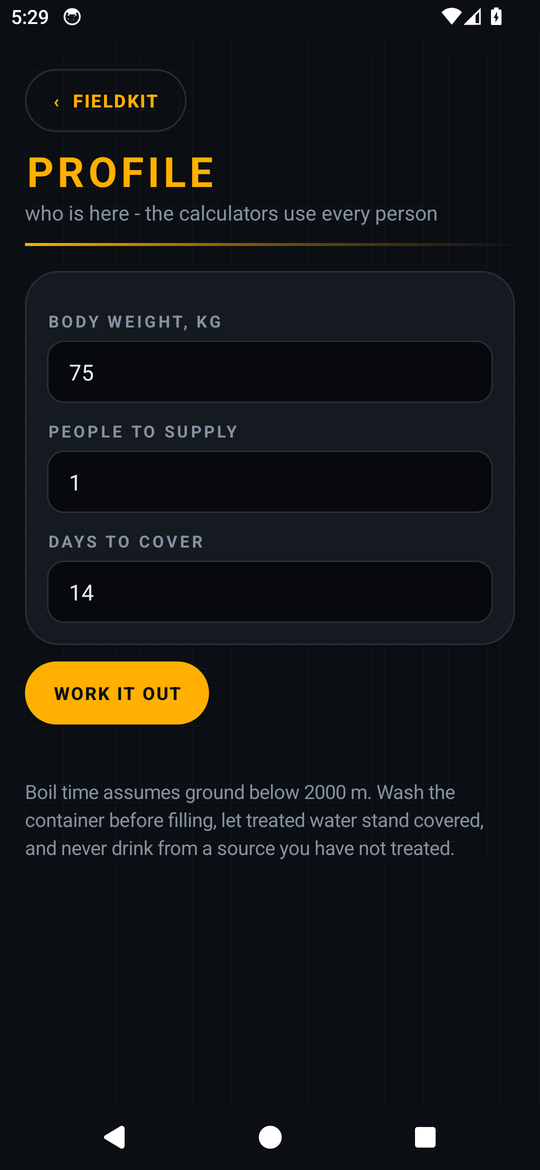 5:29
‹ FIELDKIT
PROFILE
who is here - the calculators use every person
BODY WEIGHT, KG
75
PEOPLE TO SUPPLY
1
DAYS TO COVER
14
WORK IT OUT
Boil time assumes ground below 2000 m. Wash the
container before filling, let treated water stand covered,
and never drink from a source you have not treated.